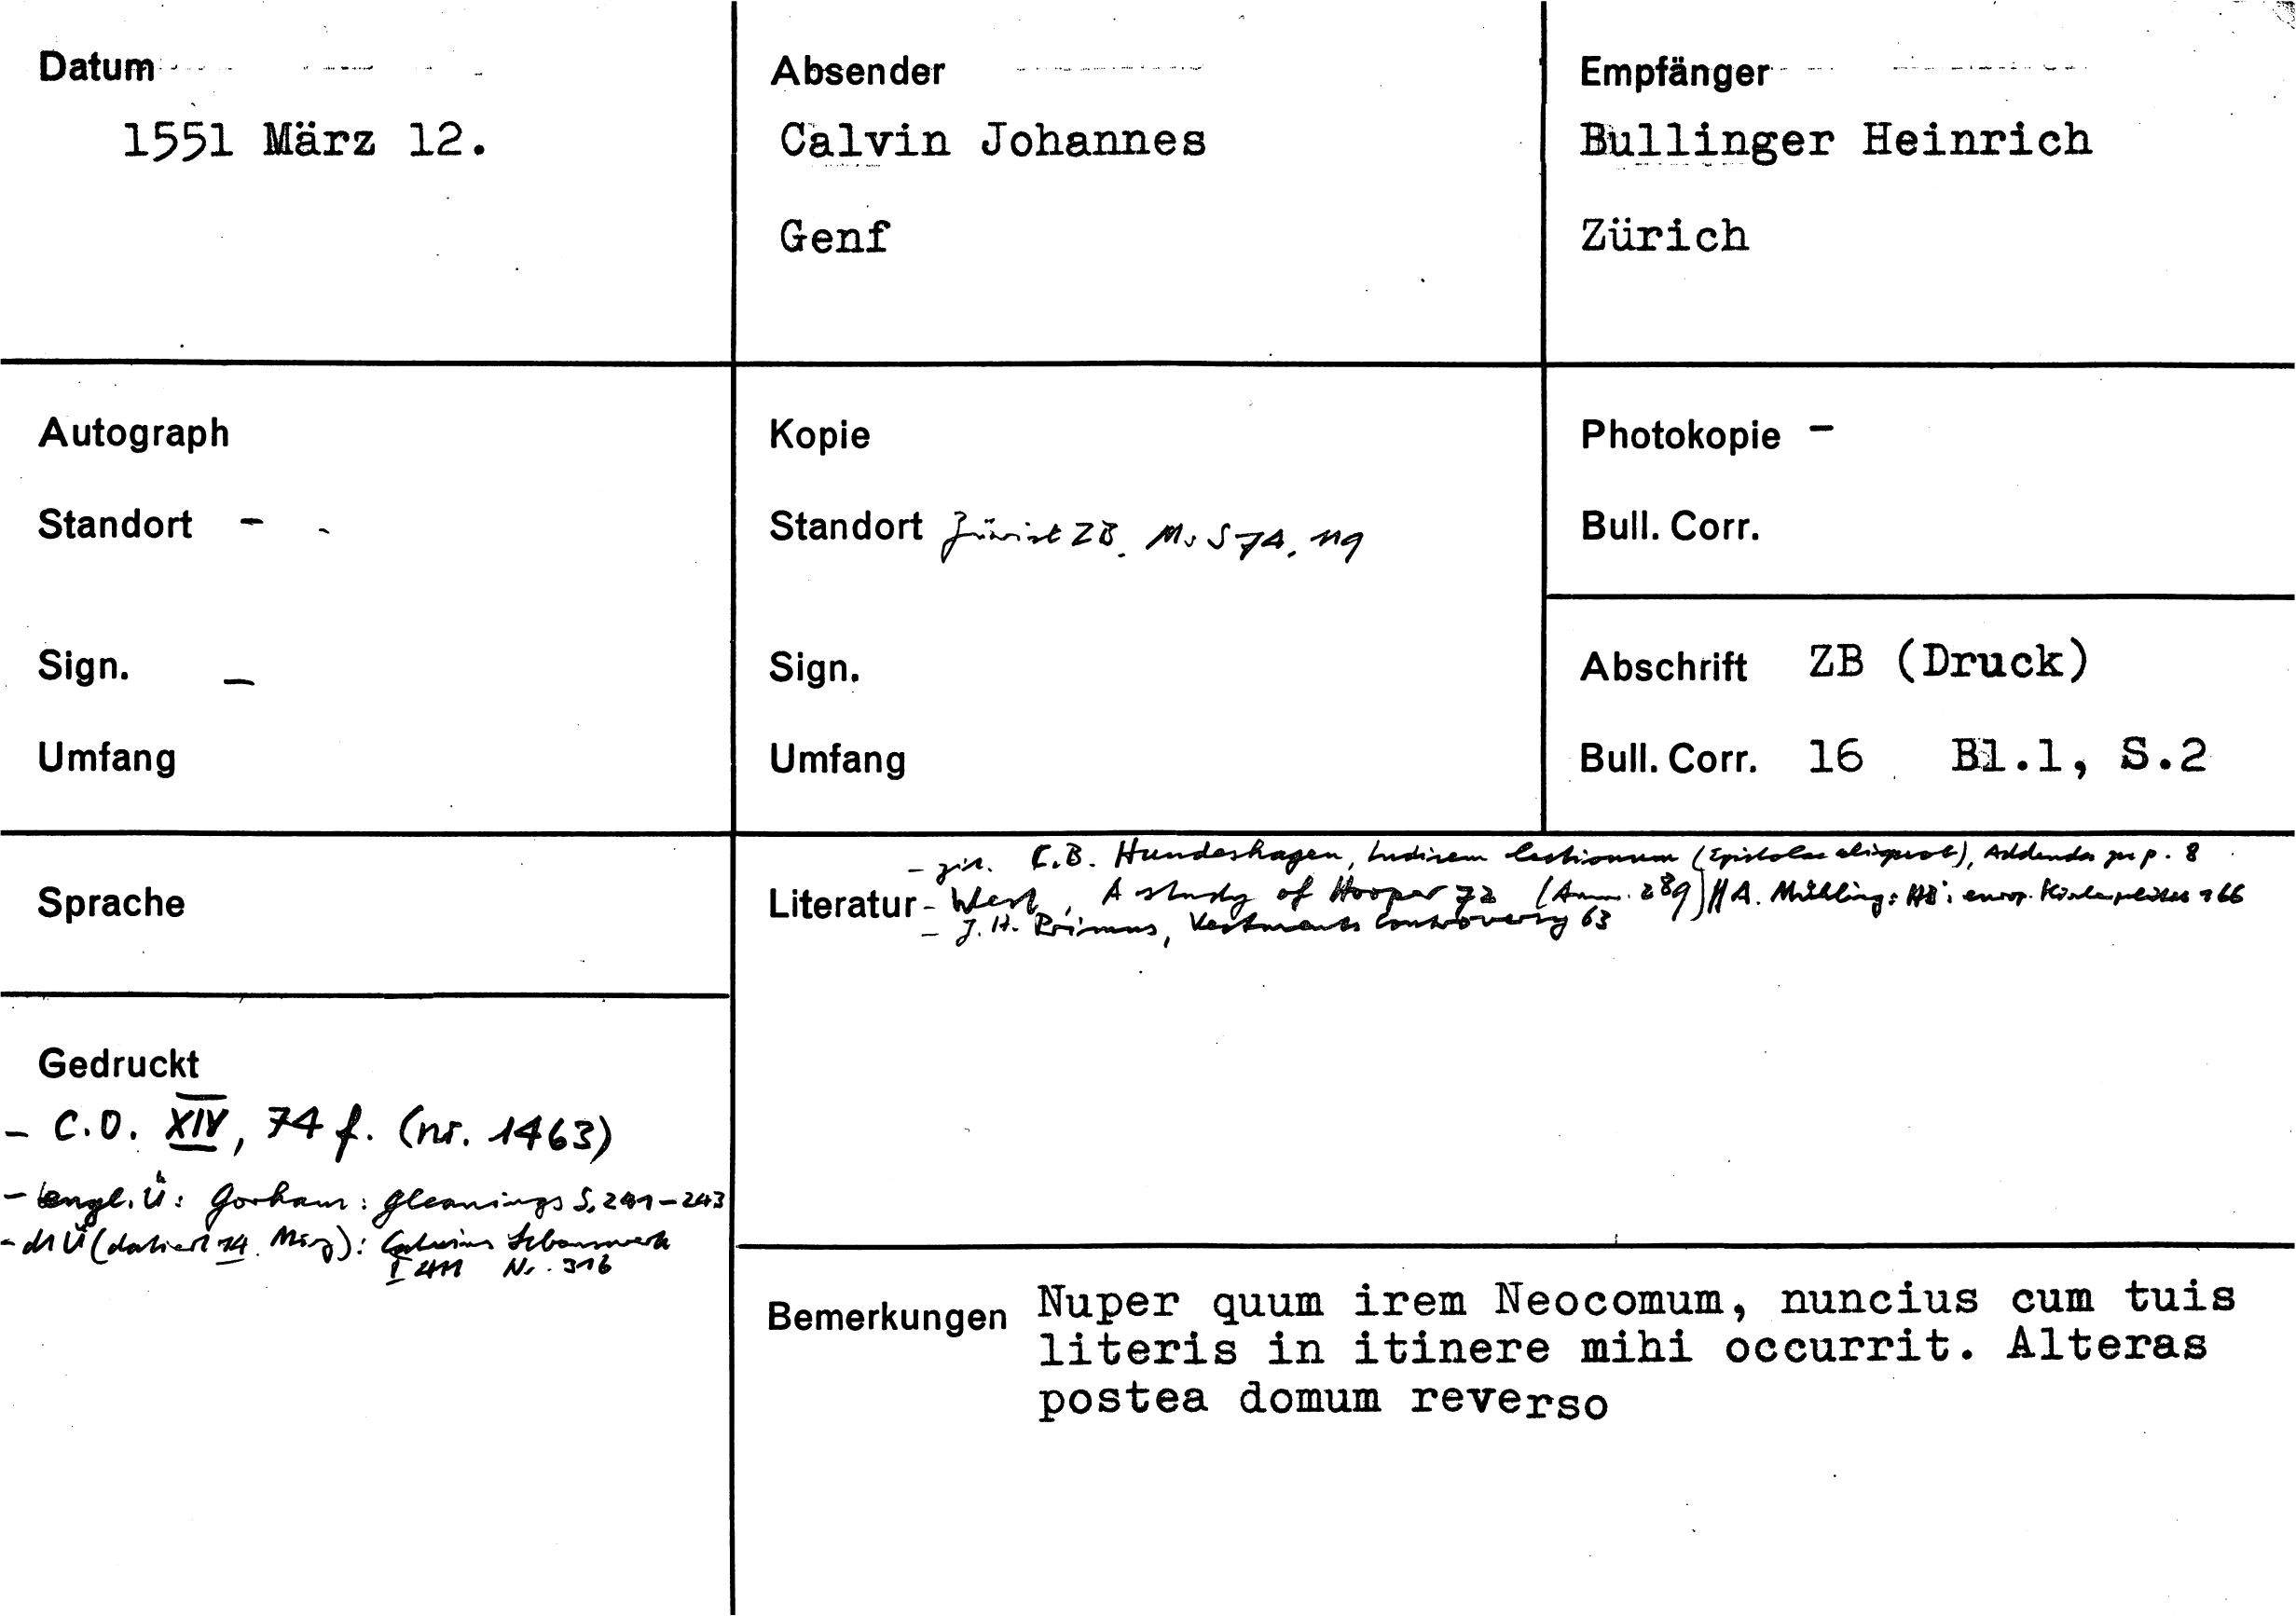 Datum
1551 März 12.
Absender
Calvin Johannes
Genf
Empfänger
Bullinger Heinrich
Zürich
Autograph
Standort -
Sign. -
Umfang
Kopie
Standort Zürich ZB. Ms S 74, 119
Sign.
Umfang
Photokopie -
Bull. Corr.
Abschrift ZB (Druck)
Bull. Corr. 16 Bl.1, S.2
Sprache
Gedruckt
- C.O. XIV, 74 f. (nr. 1463)
- engl. Ü: Gorham: Gleanings S. 241-243
- dt Ü (datiert 14. März): Calvins Lebenswerk
I 411 Nr. 316
- zit. C.B. Hundeshagen, lectionum (Epistolae aliquot), Addenda zu p. 8
Literatur - West, A study of Hooper 72 (Anm. 289) // A. Mühling: HB's europ. Kirchenpolitik 166
- J.H. Primus, Vestments Controversy 63
Bemerkungen Nuper quum irem Neocomum, nuncius cum tuis
literis in itinere mihi occurrit. Alteras
postea domum reverso